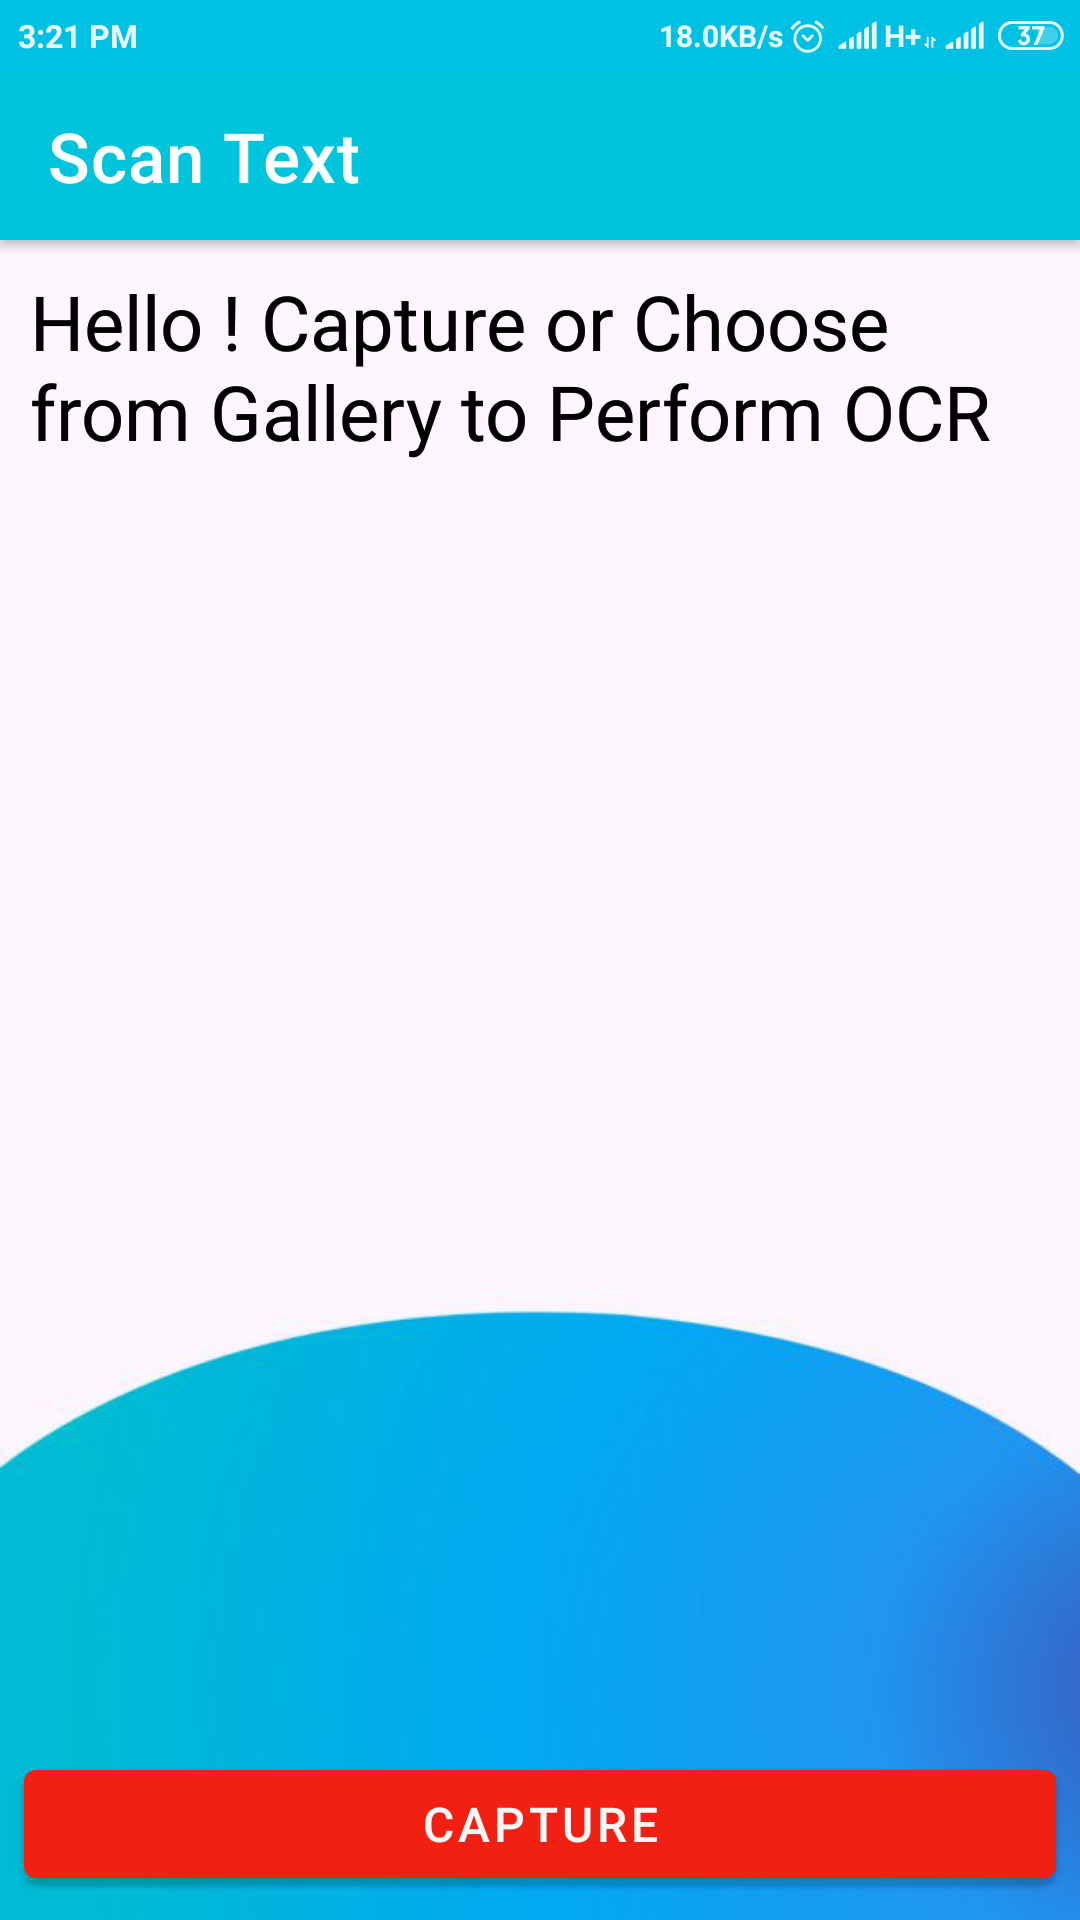 3:21 PM 18.0KB/s H+ 37
Scan Text
Hello ! Capture or Choose
from Gallery to Perform OCR
CAPTURE